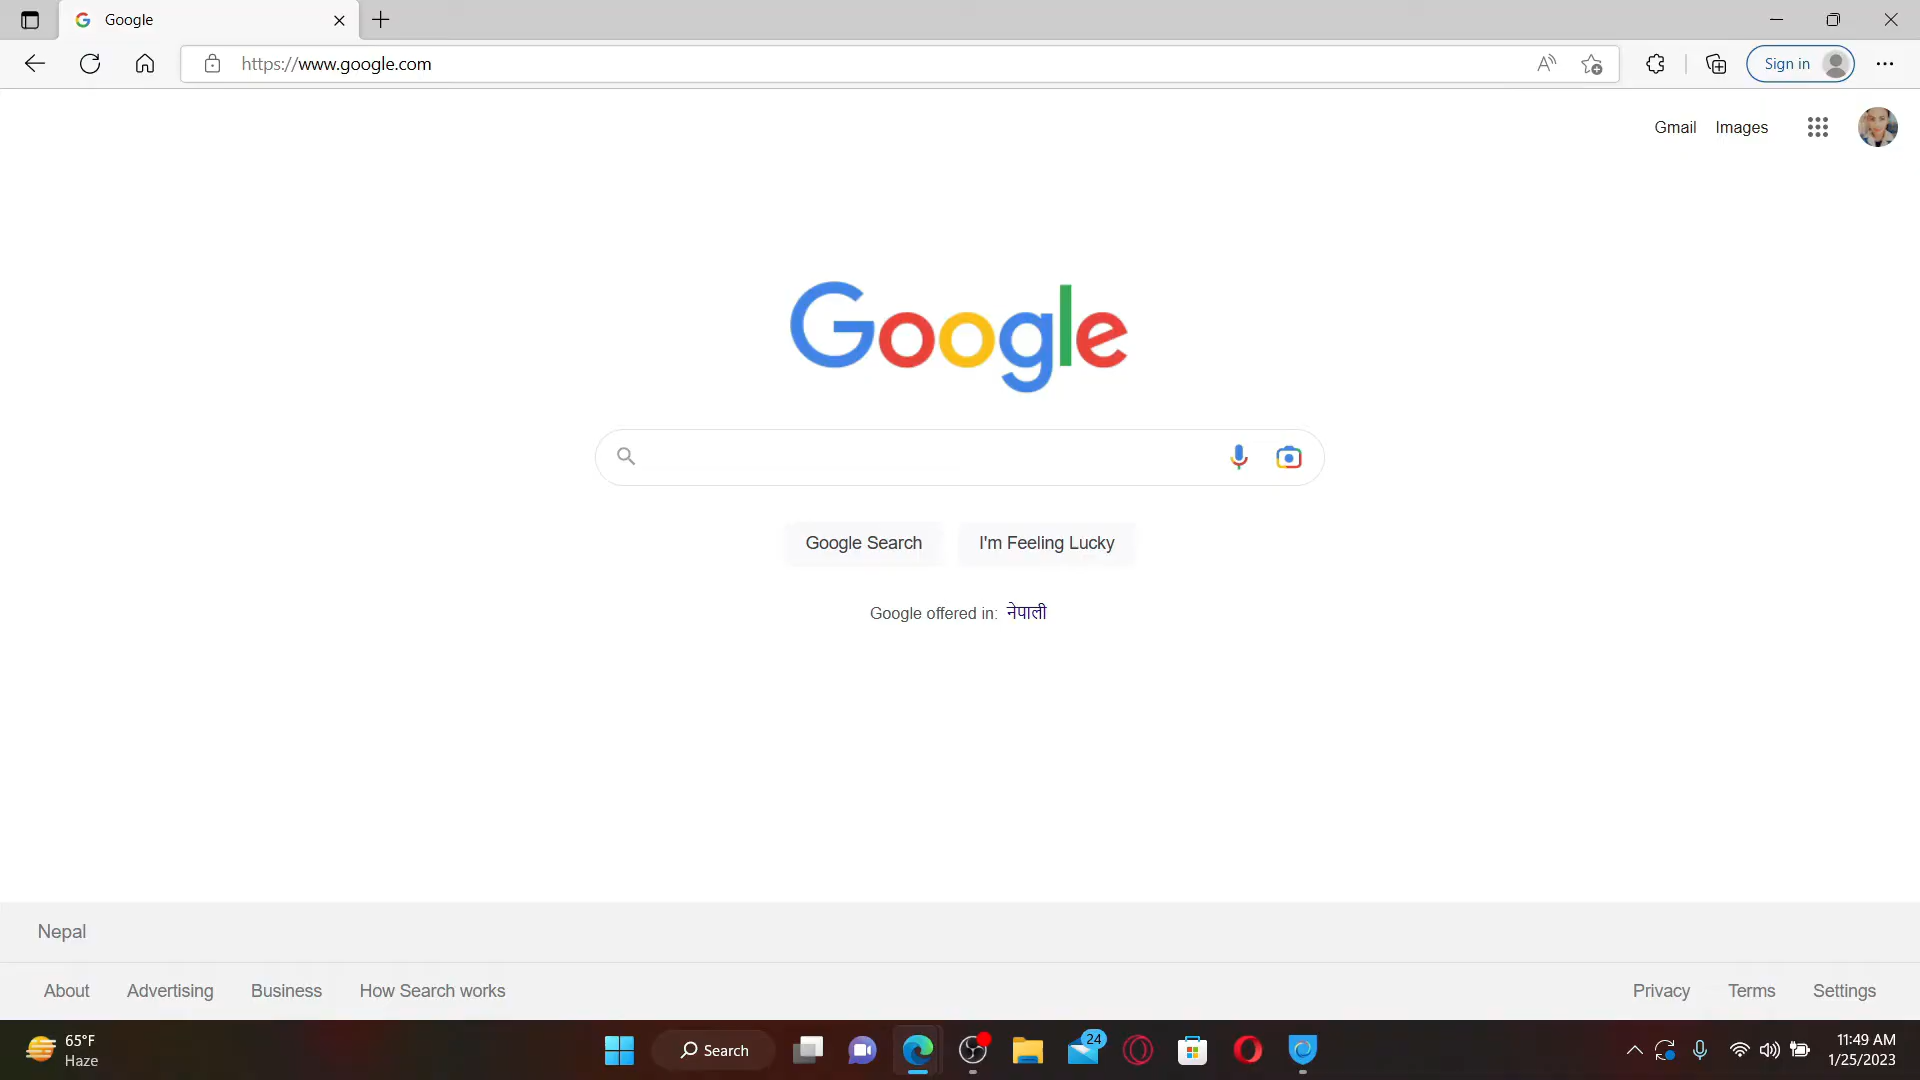 Google
https://www.google.com
Sign in
Gmail Images
Google
Google Search I'm Feeling Lucky
Google offered in: नेपाली
Nepal
About Advertising Business How Search works Privacy Terms Settings
65°F
Haze
Search
24
11:49 AM
1/25/2023